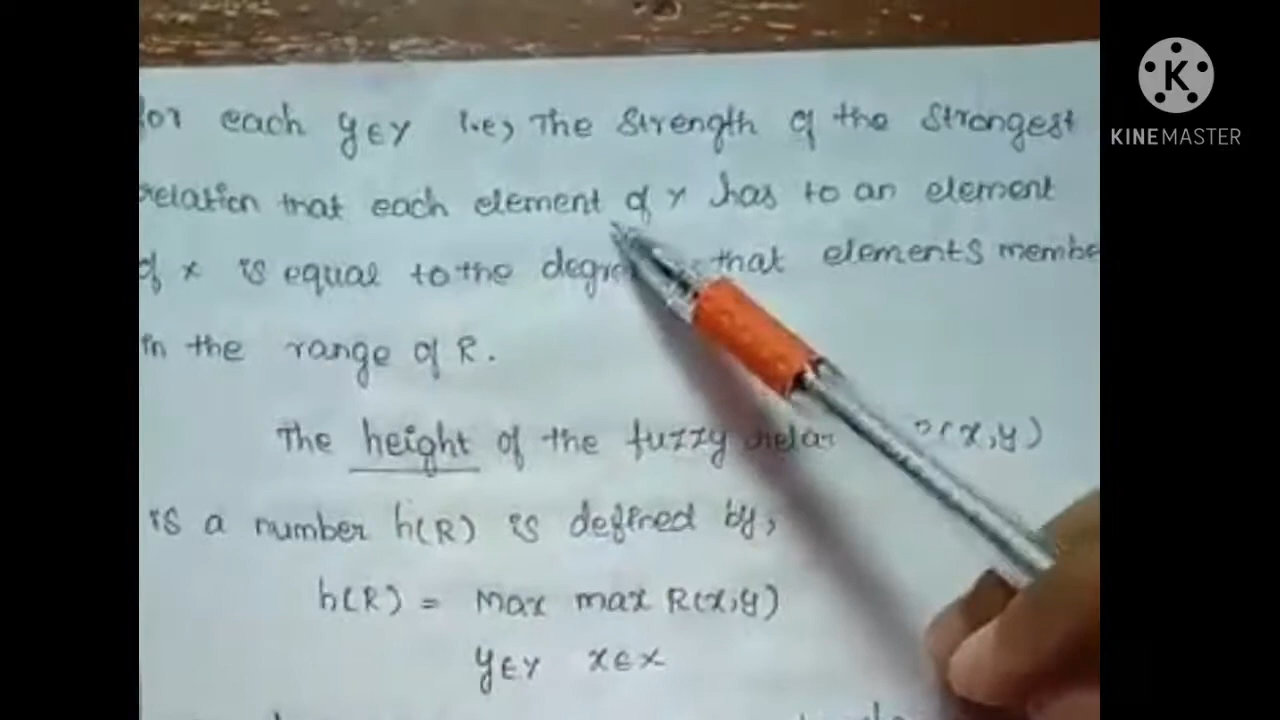 for each y∈Y i.e, The strength of the strongest
relation that each element of Y has to an element
of X is equal to the degree that elements membe
in the range of R.
The height of the fuzzy relat R(x,y)
is a number h(R) is defined by,
h(R) = max max R(x,y)
y∈Y x∈X
K
KINEMASTER